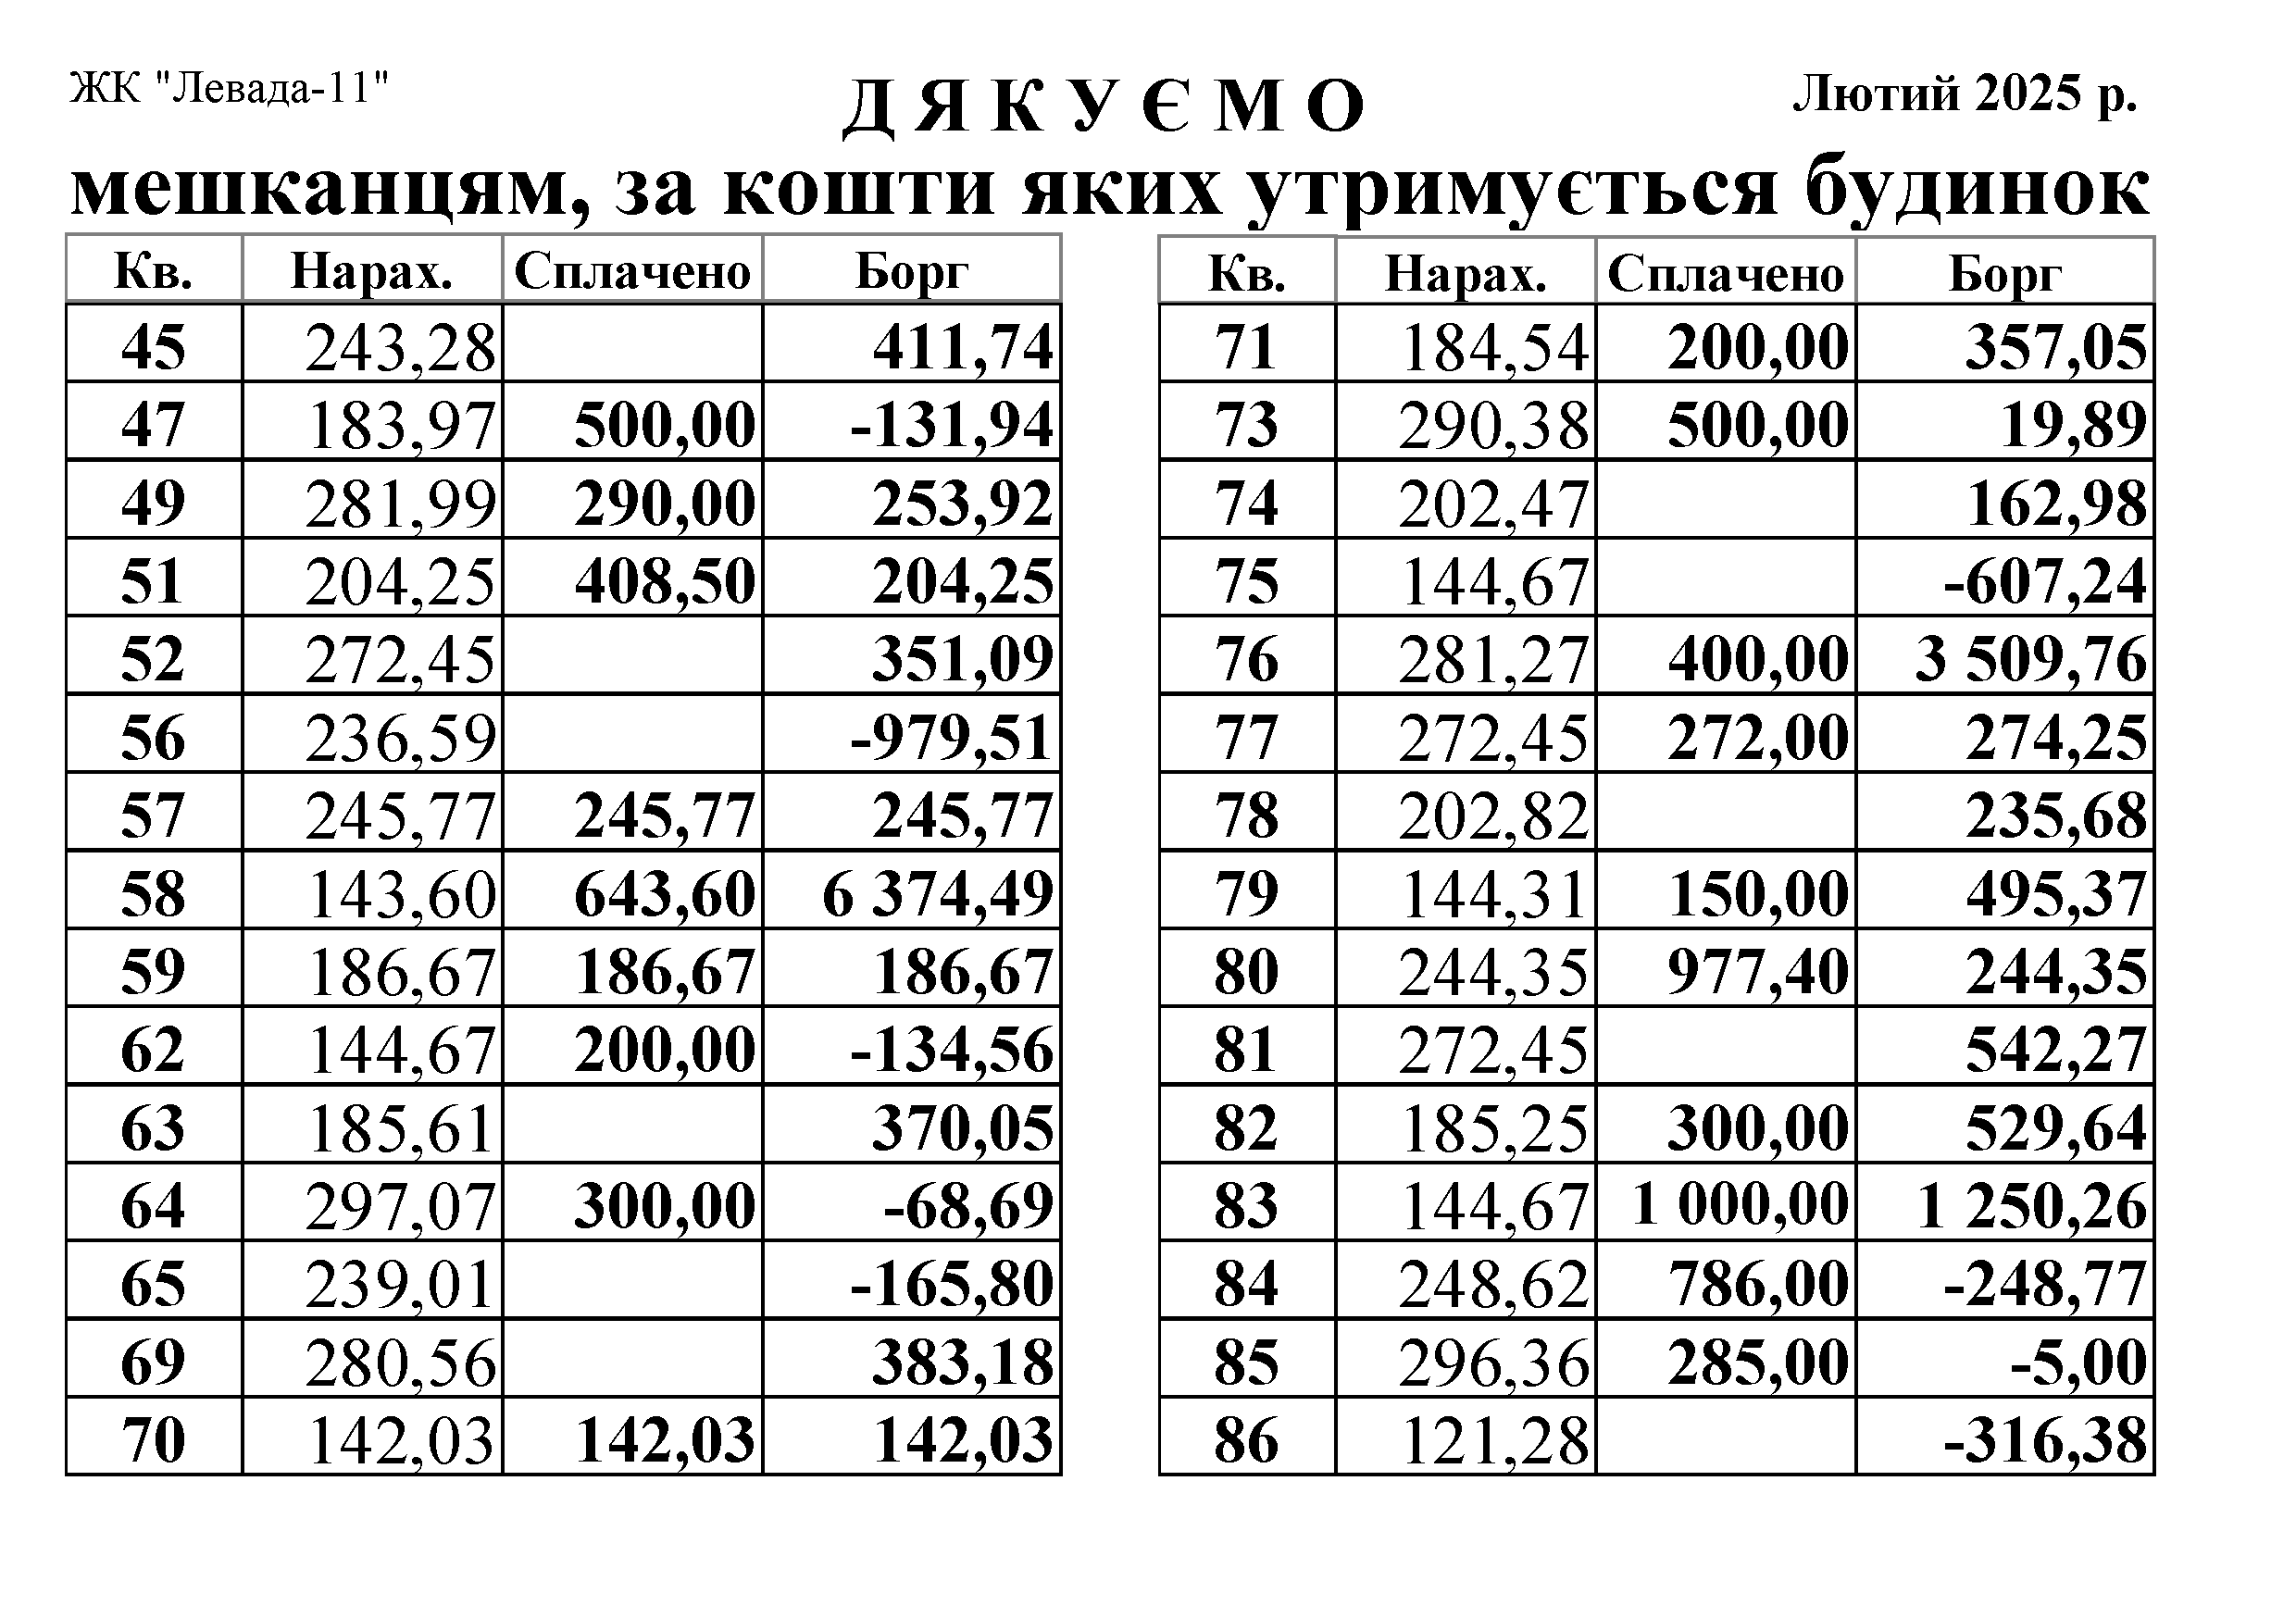 ЖК "Левада-11"
Д Я К У Є М О
Лютий 2025 р.
мешканцям, за кошти яких утримується будинок
Кв. Нарах. Сплачено Борг
45 243,28 411,74
47 183,97 500,00 -131,94
49 281,99 290,00 253,92
51 204,25 408,50 204,25
52 272,45 351,09
56 236,59 -979,51
57 245,77 245,77 245,77
58 143,60 643,60 6 374,49
59 186,67 186,67 186,67
62 144,67 200,00 -134,56
63 185,61 370,05
64 297,07 300,00 -68,69
65 239,01 -165,80
69 280,56 383,18
70 142,03 142,03 142,03
Кв. Нарах. Сплачено Борг
71 184,54 200,00 357,05
73 290,38 500,00 19,89
74 202,47 162,98
75 144,67 -607,24
76 281,27 400,00 3 509,76
77 272,45 272,00 274,25
78 202,82 235,68
79 144,31 150,00 495,37
80 244,35 977,40 244,35
81 272,45 542,27
82 185,25 300,00 529,64
83 144,67 1 000,00 1 250,26
84 248,62 786,00 -248,77
85 296,36 285,00 -5,00
86 121,28 -316,38